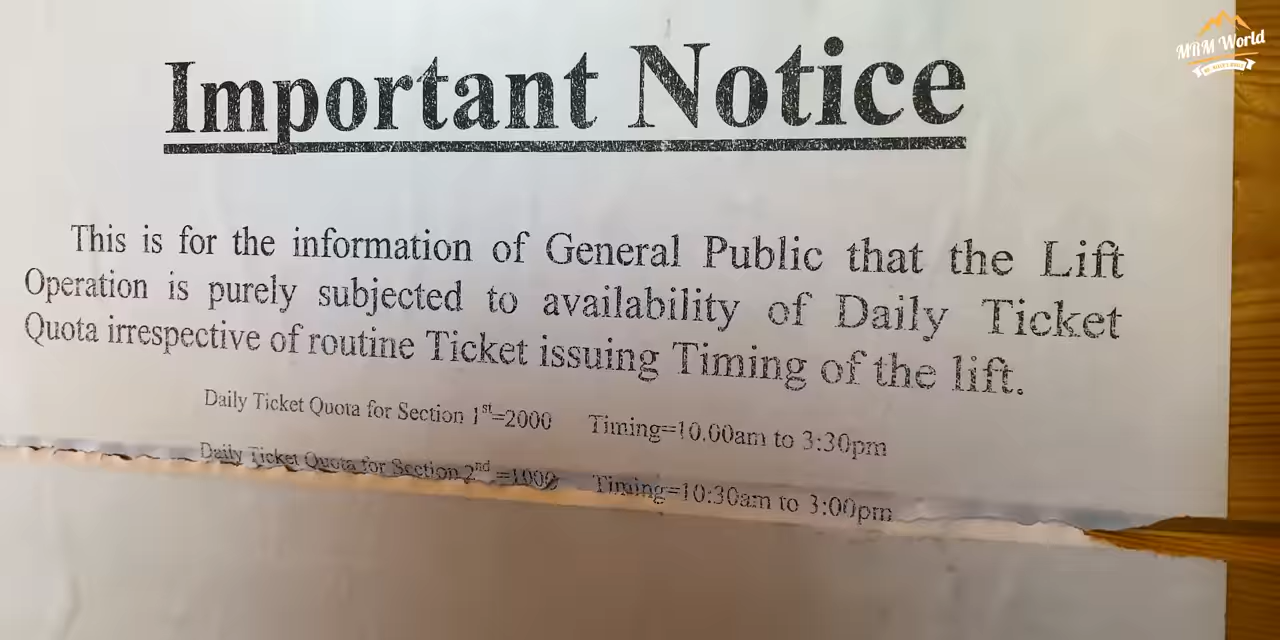 MRM World
Important Notice
This is for the information of General Public that the Lift
Operation is purely subjected to availability of Daily Ticket
Quota irrespective of routine Ticket issuing Timing of the lift.
Daily Ticket Quota for Section 1st=2000 Timing=10.00am to 3:30pm
Daily Ticket Quota for Section 2nd =1000 Timing=10:30am to 3:00pm